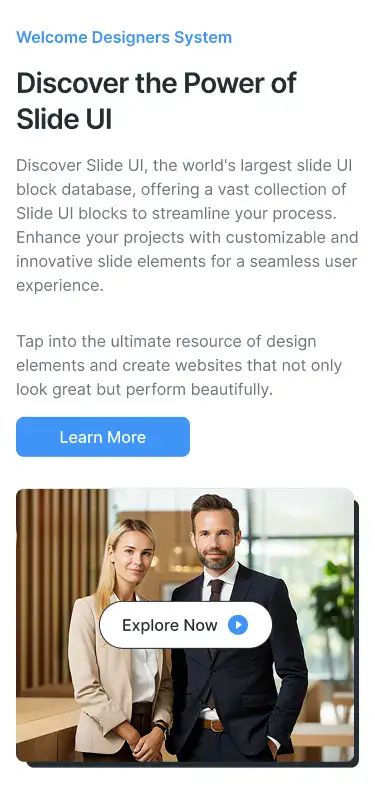 Welcome Designers System
Discover the Power of
Slide UI
Discover Slide UI, the world's largest slide UI
block database, offering a vast collection of
Slide UI blocks to streamline your process.
Enhance your projects with customizable and
innovative slide elements for a seamless user
experience.
Tap into the ultimate resource of design
elements and create websites that not only
look great but perform beautifully.
Learn More
Explore Now